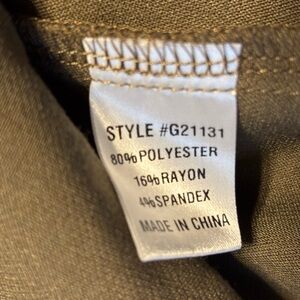 STYLE #G21131
80% POLYESTER
16% RAYON
4% SPANDEX
MADE IN CHINA